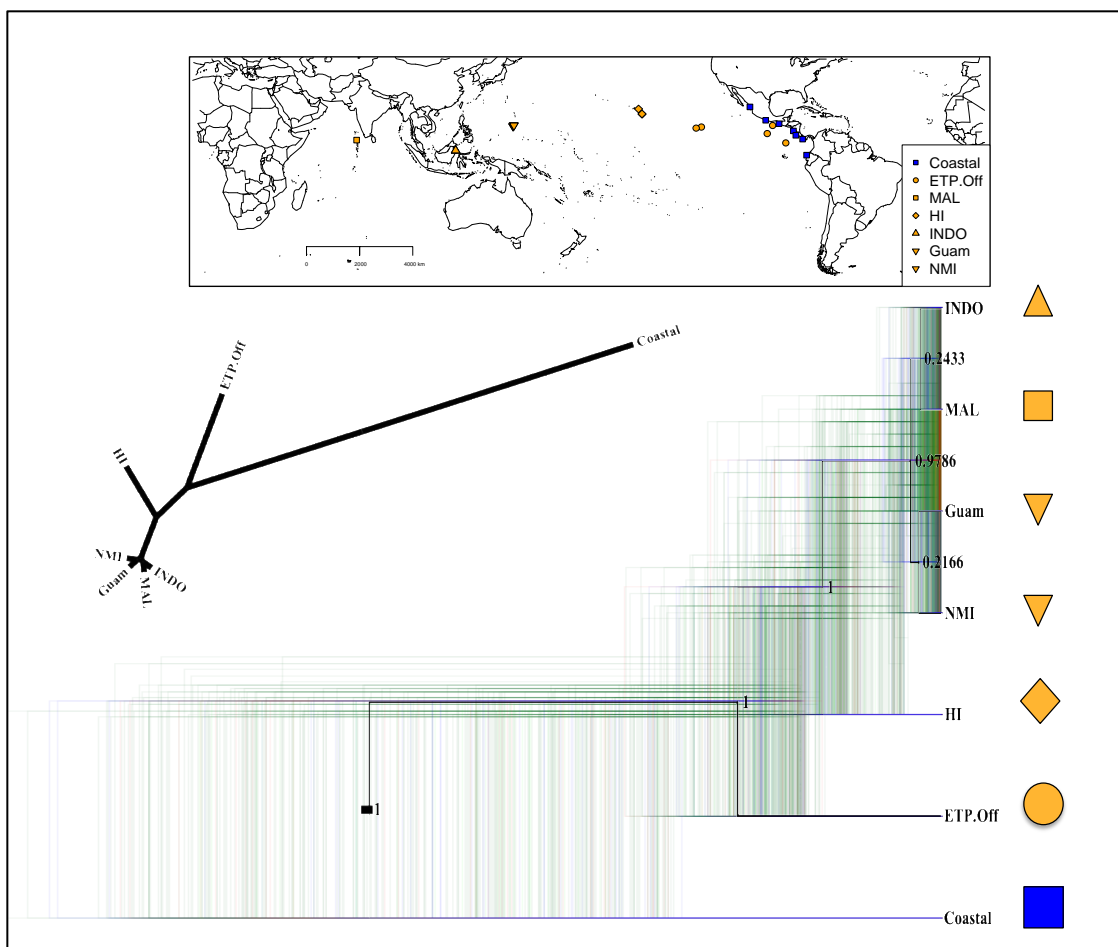 Coastal
ETP.Off
MAL
HI
INDO
Guam
NMI
0 2000 4000 km
INDO
0.2433
MAL
0.9786
Guam
0.2166
1
NMI
1
HI
1
ETP.Off
Coastal
Coastal
ETP.Off
HI
NMI
Guam
MAL
INDO